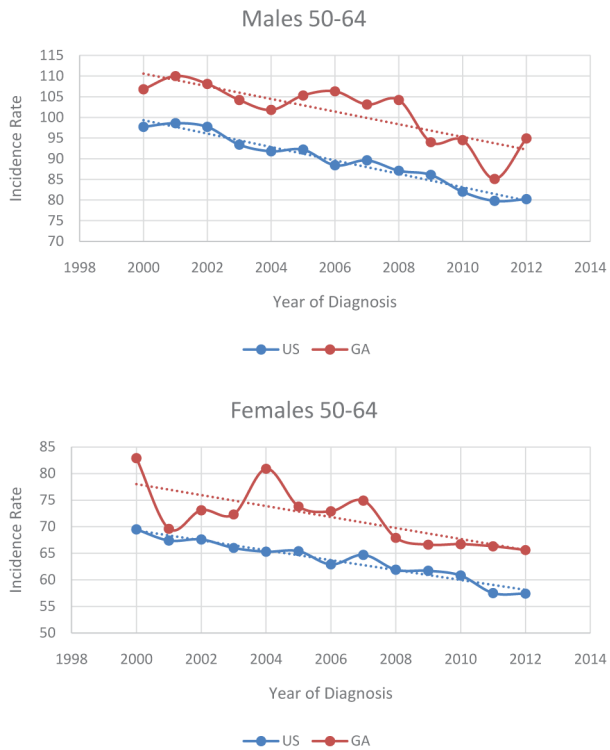 Males 50-64
115
110
105
100
95
90
85
80
75
70
Incidence Rate
1998 2000 2002 2004 2006 2008 2010 2012 2014
Year of Diagnosis
US GA
Females 50-64
85
80
75
70
65
60
55
50
Incidence Rate
1998 2000 2002 2004 2006 2008 2010 2012 2014
Year of Diagnosis
US GA